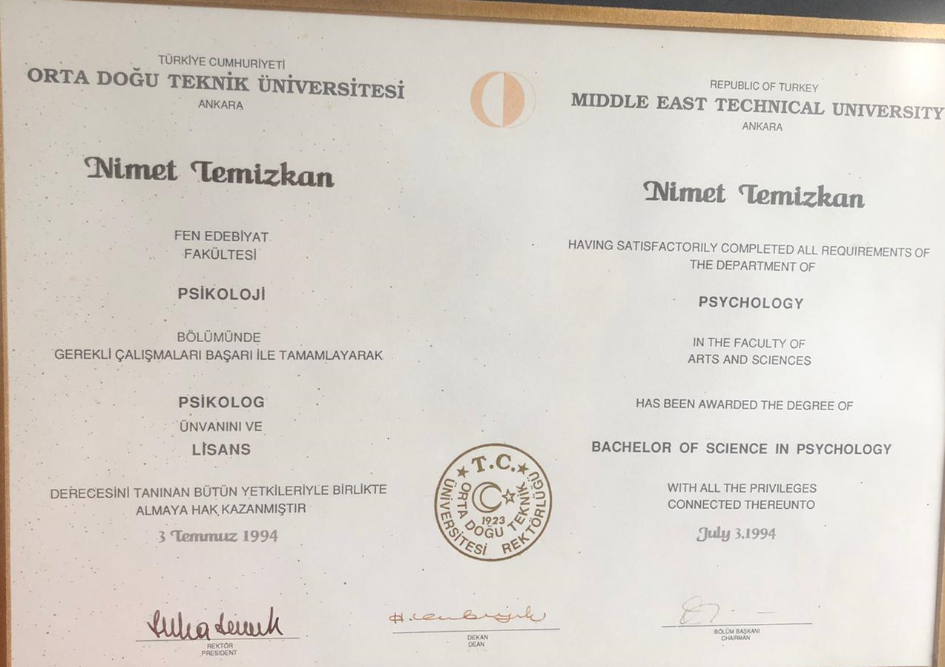 TÜRKİYE CUMHURİYETİ
ORTA DOĞU TEKNİK ÜNİVERSİTESİ
ANKARA
Nimet Temizkan
FEN EDEBİYAT
FAKÜLTESİ
PSİKOLOJİ
BÖLÜMÜNDE
GEREKLİ ÇALIŞMALARI BAŞARI İLE TAMAMLAYARAK
PSİKOLOG
ÜNVANINI VE
LİSANS
DERECESİNİ TANINAN BÜTÜN YETKİLERİYLE BİRLİKTE
ALMAYA HAK KAZANMIŞTIR
3 Temmuz 1994
REKTÖR
PRESIDENT
REPUBLIC OF TURKEY
MIDDLE EAST TECHNICAL UNIVERSITY
ANKARA
Nimet Temizkan
HAVING SATISFACTORILY COMPLETED ALL REQUIREMENTS OF
THE DEPARTMENT OF
PSYCHOLOGY
IN THE FACULTY OF
ARTS AND SCIENCES
HAS BEEN AWARDED THE DEGREE OF
BACHELOR OF SCIENCE IN PSYCHOLOGY
WITH ALL THE PRIVILEGES
CONNECTED THEREUNTO
July 3.1994
T.C.
ORTA DOĞU TEKNİK
ÜNİVERSİTESİ REKTÖRLÜĞÜ
1923
DEKAN
DEAN
BÖLÜM BAŞKANI
CHAIRMAN